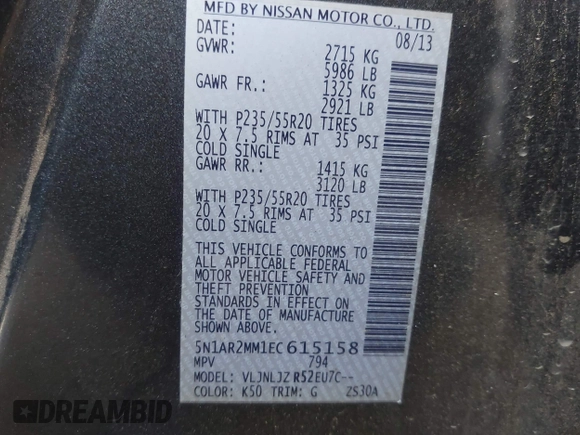 MFD BY NISSAN MOTOR CO., LTD.
DATE: 08/13
GVWR: 2715 KG
5986 LB
GAWR FR.: 1325 KG
2921 LB
WITH P235/55R20 TIRES
20 X 7.5 RIMS AT 35 PSI
COLD SINGLE
GAWR RR.: 1415 KG
3120 LB
WITH P235/55R20 TIRES
20 X 7.5 RIMS AT 35 PSI
COLD SINGLE
THIS VEHICLE CONFORMS TO
ALL APPLICABLE FEDERAL
MOTOR VEHICLE SAFETY AND
THEFT PREVENTION
STANDARDS IN EFFECT ON
THE DATE OF MANUFACTURE
SHOWN ABOVE.
5N1AR2MM1EC615158
MPV 794
MODEL: VLJNLJZ R52EU7C--
COLOR: K50 TRIM: G ZS30A
DREAMBID